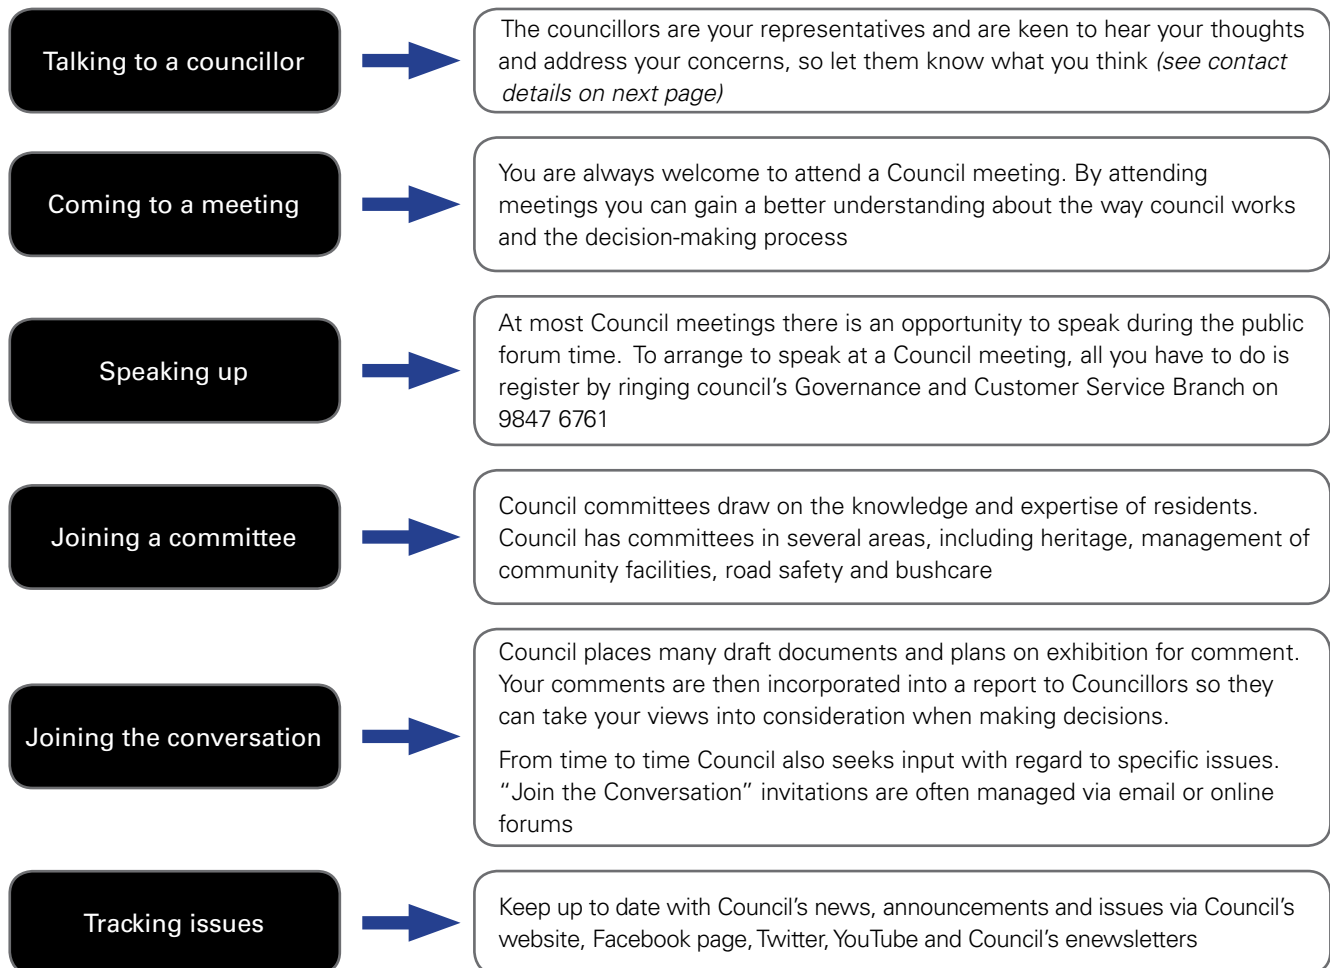 Talking to a councillor
The councillors are your representatives and are keen to hear your thoughts
and address your concerns, so let them know what you think (see contact
details on next page)
Coming to a meeting
You are always welcome to attend a Council meeting. By attending
meetings you can gain a better understanding about the way council works
and the decision-making process
Speaking up
At most Council meetings there is an opportunity to speak during the public
forum time. To arrange to speak at a Council meeting, all you have to do is
register by ringing council’s Governance and Customer Service Branch on
9847 6761
Joining a committee
Council committees draw on the knowledge and expertise of residents.
Council has committees in several areas, including heritage, management of
community facilities, road safety and bushcare
Joining the conversation
Council places many draft documents and plans on exhibition for comment.
Your comments are then incorporated into a report to Councillors so they
can take your views into consideration when making decisions.
From time to time Council also seeks input with regard to specific issues.
“Join the Conversation” invitations are often managed via email or online
forums
Tracking issues
Keep up to date with Council’s news, announcements and issues via Council’s
website, Facebook page, Twitter, YouTube and Council’s enewsletters